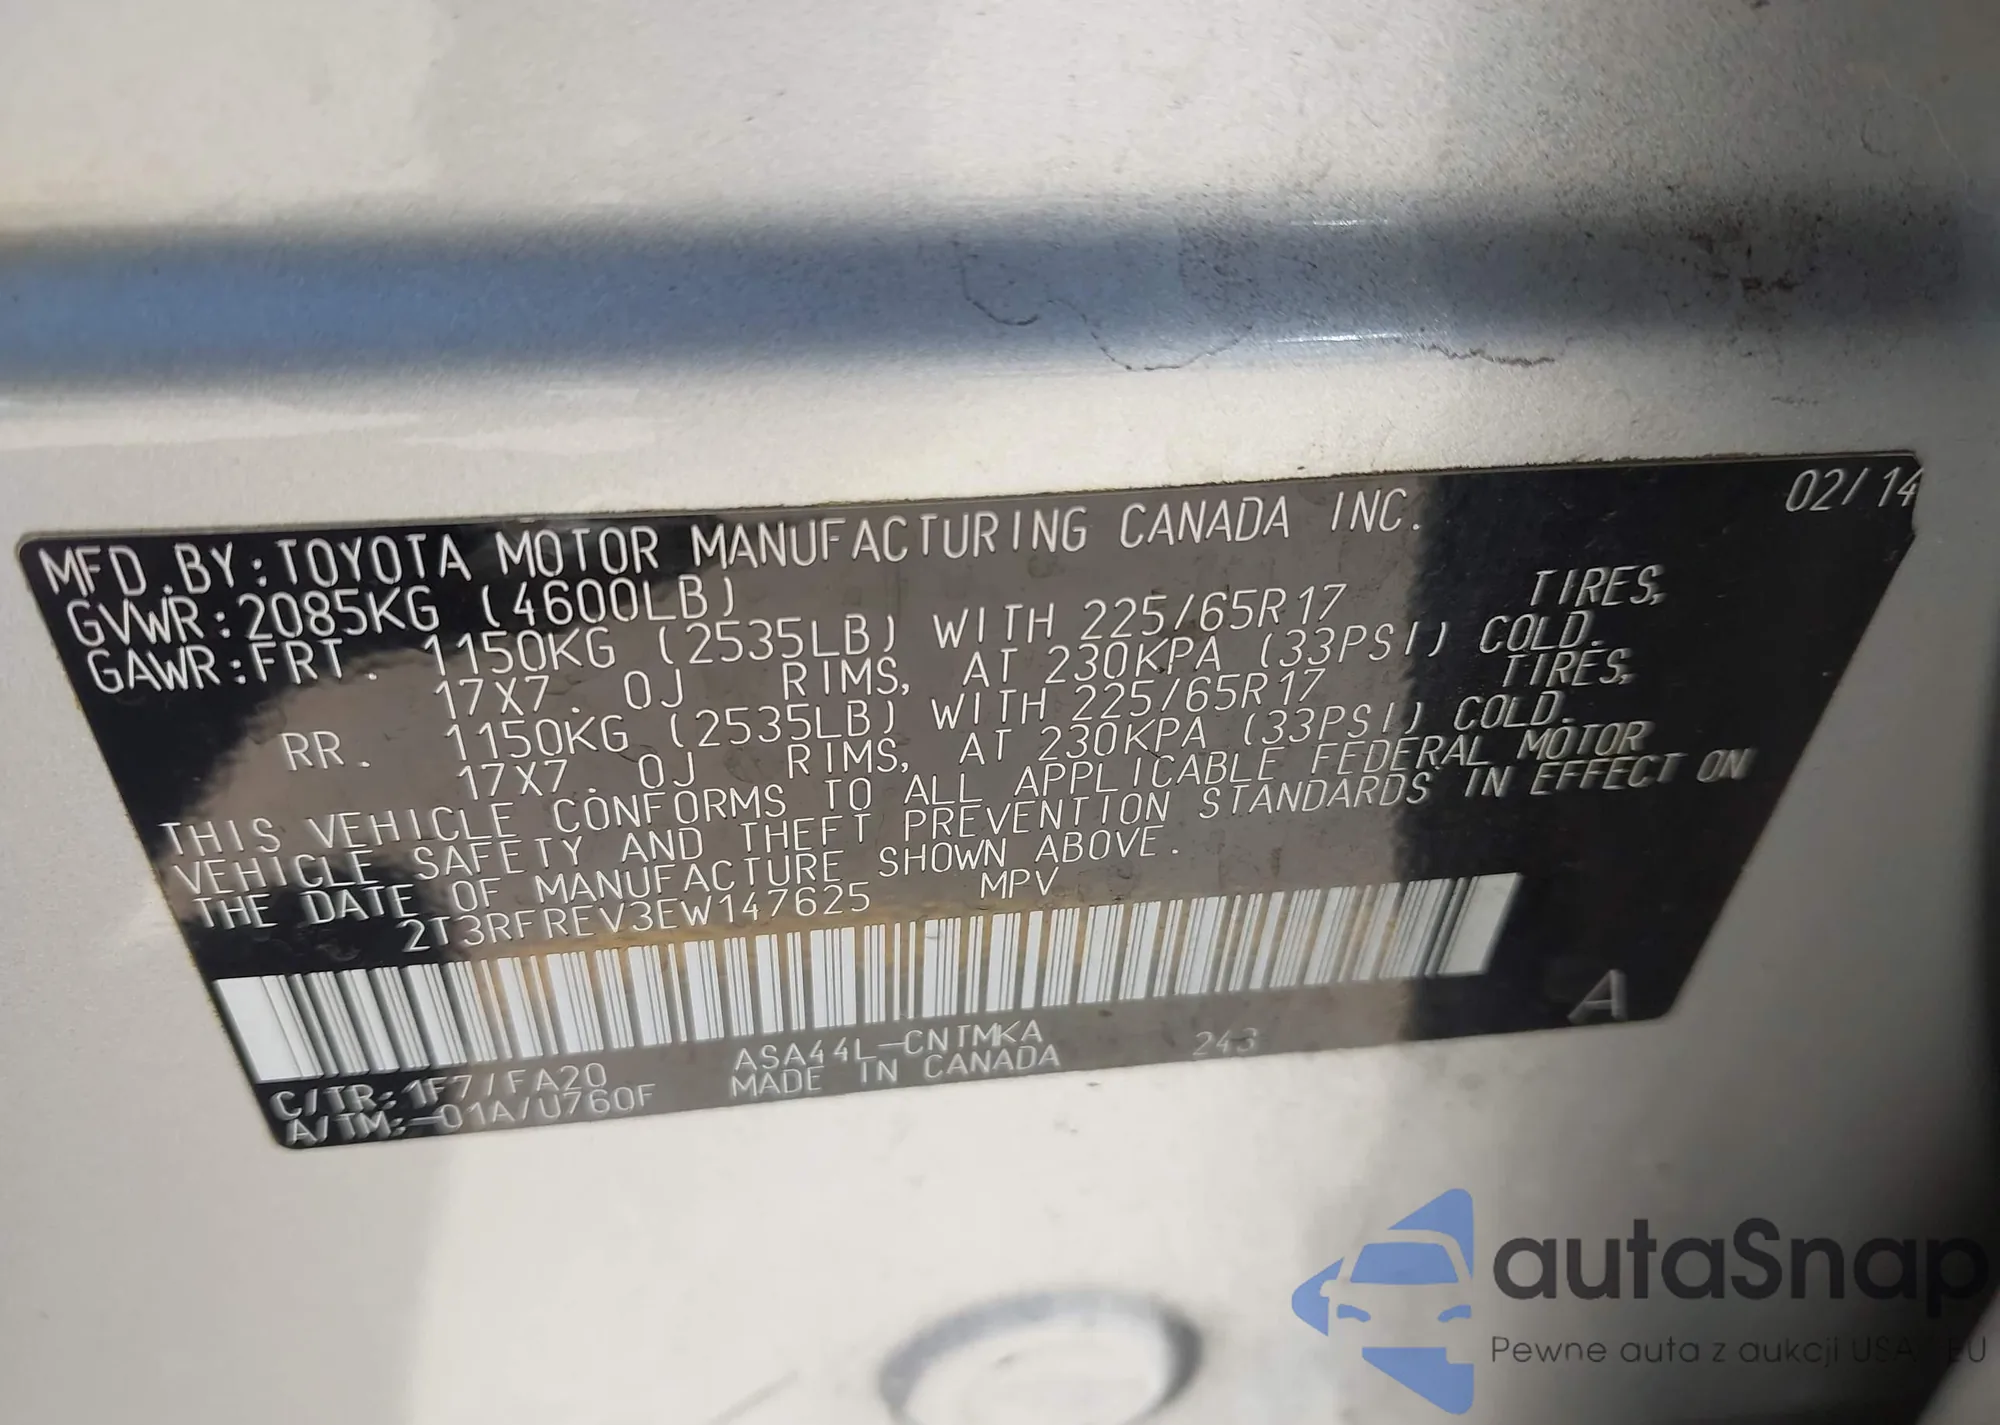 02/14
MFD.BY:TOYOTA MOTOR MANUFACTURING CANADA INC.
GVWR:2085KG (4600LB)
GAWR:FRT. 1150KG (2535LB) WITH 225/65R17 TIRES,
17X7. 0J RIMS, AT 230KPA (33PSI) COLD.
RR. 1150KG (2535LB) WITH 225/65R17 TIRES,
17X7. 0J RIMS, AT 230KPA (33PSI) COLD.
THIS VEHICLE CONFORMS TO ALL APPLICABLE FEDERAL MOTOR
VEHICLE SAFETY AND THEFT PREVENTION STANDARDS IN EFFECT ON
THE DATE OF MANUFACTURE SHOWN ABOVE.
2T3RFREV3EW147625 MPV
A
C/TR:1F7/FA20 ASA44L-CNTMKA 243
A/TM:-01A/U760F MADE IN CANADA
autaSnap
Pewne auta z aukcji USA EU